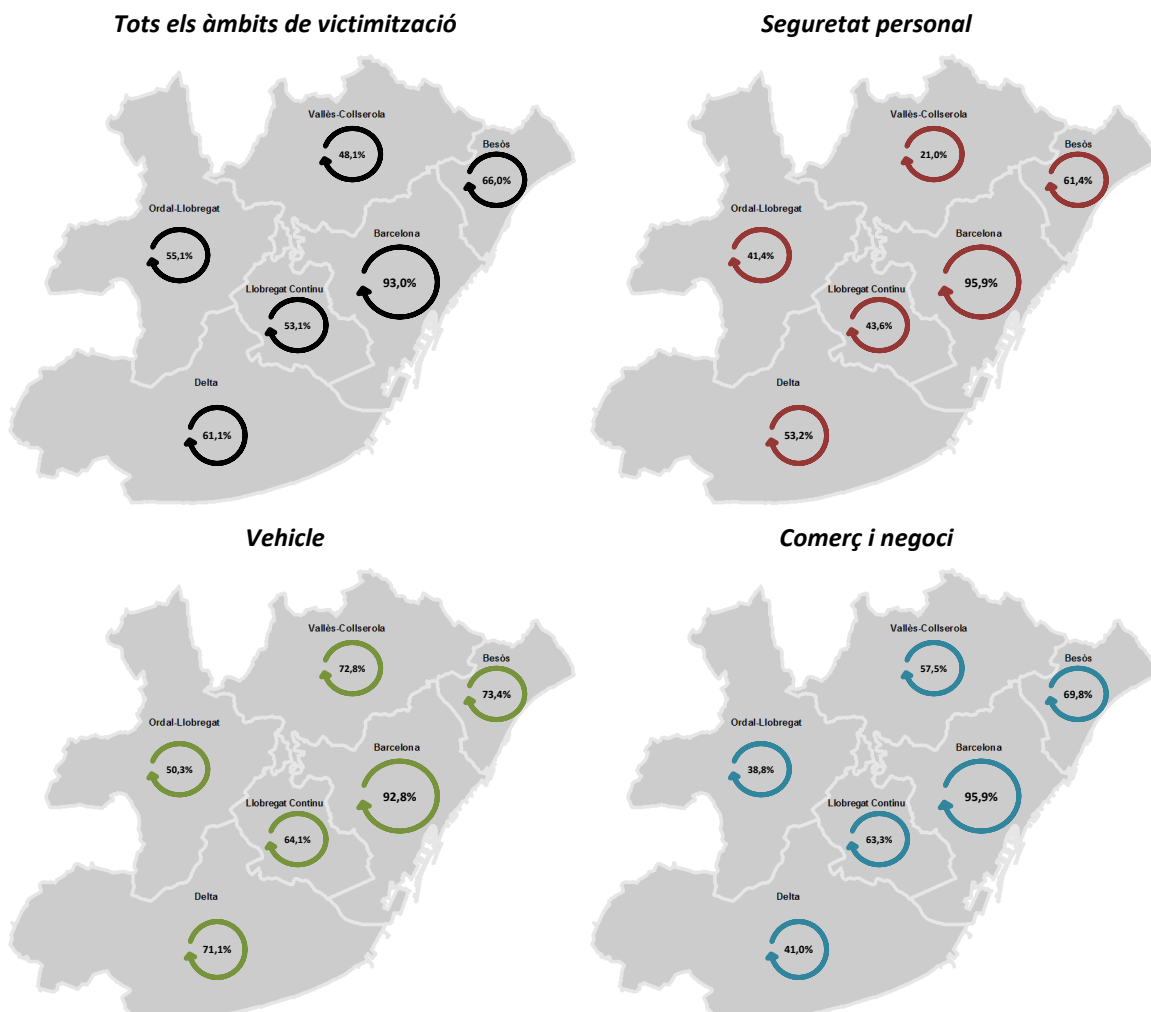 Tots els àmbits de victimització
Vallès-Collserola
48,1%
Besòs
66,0%
Ordal-Llobregat
55,1%
Barcelona
93,0%
Llobregat Continu
53,1%
Delta
61,1%
Seguretat personal
Vallès-Collserola
21,0%
Besòs
61,4%
Ordal-Llobregat
41,4%
Barcelona
95,9%
Llobregat Continu
43,6%
Delta
53,2%
Vehicle
Vallès-Collserola
72,8%
Besòs
73,4%
Ordal-Llobregat
50,3%
Barcelona
92,8%
Llobregat Continu
64,1%
Delta
71,1%
Comerç i negoci
Vallès-Collserola
57,5%
Besòs
69,8%
Ordal-Llobregat
38,8%
Barcelona
95,9%
Llobregat Continu
63,3%
Delta
41,0%